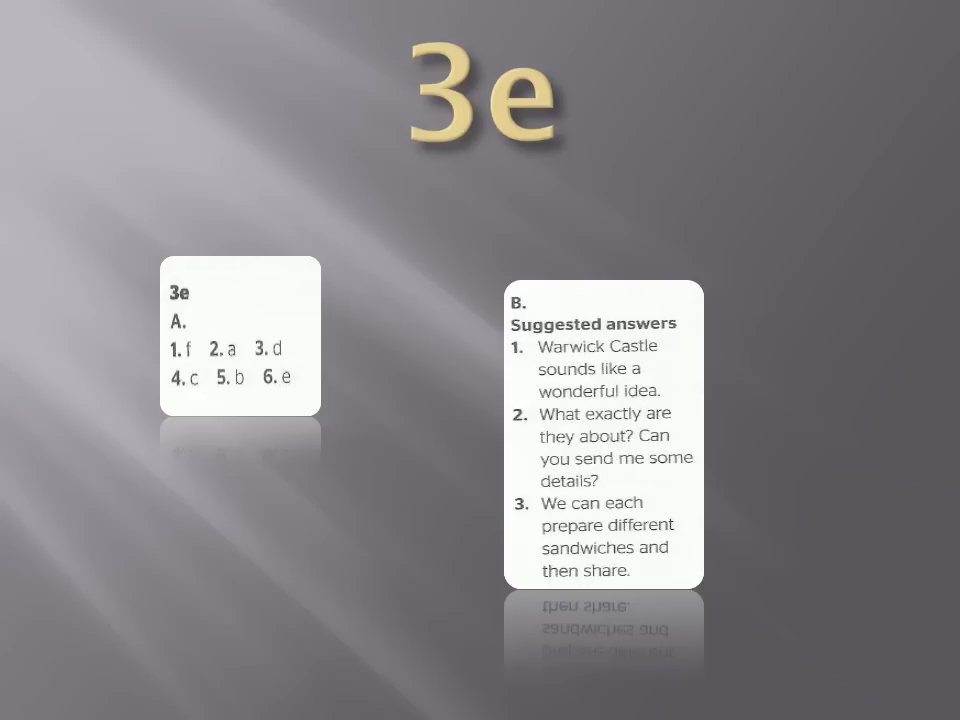 3e
3e
A.
1. f 2. a 3. d
4. c 5. b 6. e
B.
Suggested answers
1. Warwick Castle
sounds like a
wonderful idea.
2. What exactly are
they about? Can
you send me some
details?
3. We can each
prepare different
sandwiches and
then share.